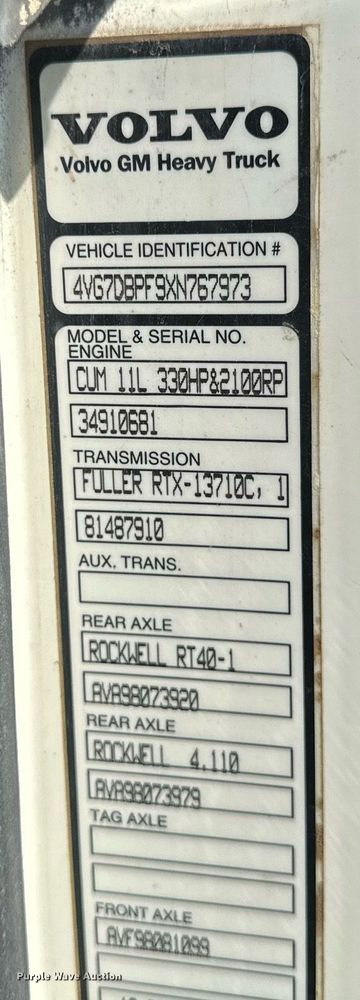 VOLVO
Volvo GM Heavy Truck
VEHICLE IDENTIFICATION #
4VG7DBPF9XN767973
MODEL & SERIAL NO.
ENGINE
CUM 11L 330HP&2100RP
34910681
TRANSMISSION
FULLER RTX-13710C, 1
81487910
AUX. TRANS.
REAR AXLE
ROCKWELL RT40-1
AVA98073920
REAR AXLE
ROCKWELL 4.110
AVA98073979
TAG AXLE
FRONT AXLE
AVF98081099
Purple Wave Auction